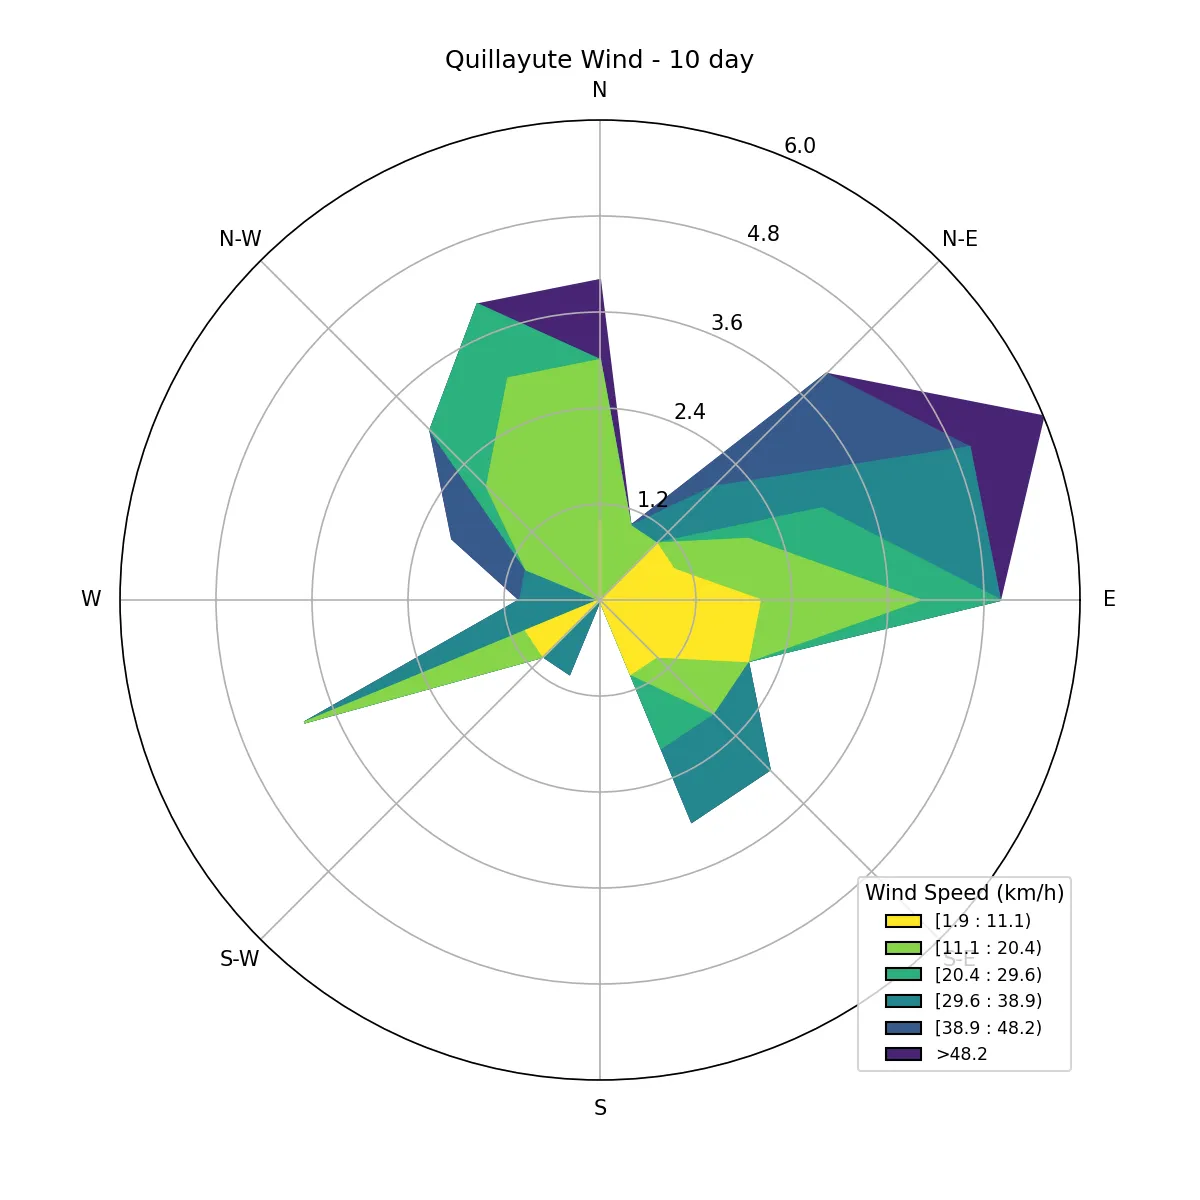 Quillayute Wind - 10 day
N
6.0
N-W
4.8
N-E
3.6
2.4
1.2
W
E
S-W
S-E
S
Wind Speed (km/h)
[1.9 : 11.1)
[11.1 : 20.4)
[20.4 : 29.6)
[29.6 : 38.9)
[38.9 : 48.2)
>48.2